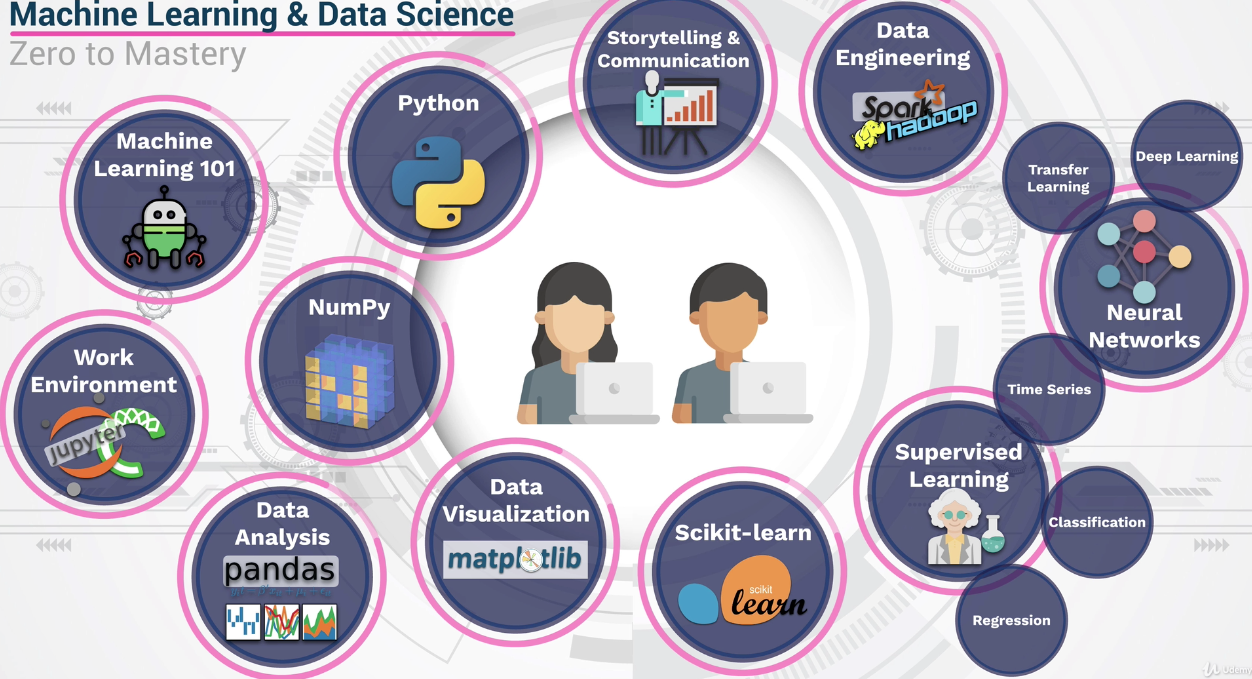 Machine Learning & Data Science
Zero to Mastery
Machine
Learning 101
Python
Storytelling &
Communication
Data
Engineering
Spark
hadoop
Transfer
Learning
Deep Learning
Neural
Networks
NumPy
Work
Environment
jupyter
Time Series
Supervised
Learning
Classification
Regression
Data
Analysis
pandas
Data
Visualization
matplotlib
Scikit-learn
scikit
learn
Udemy